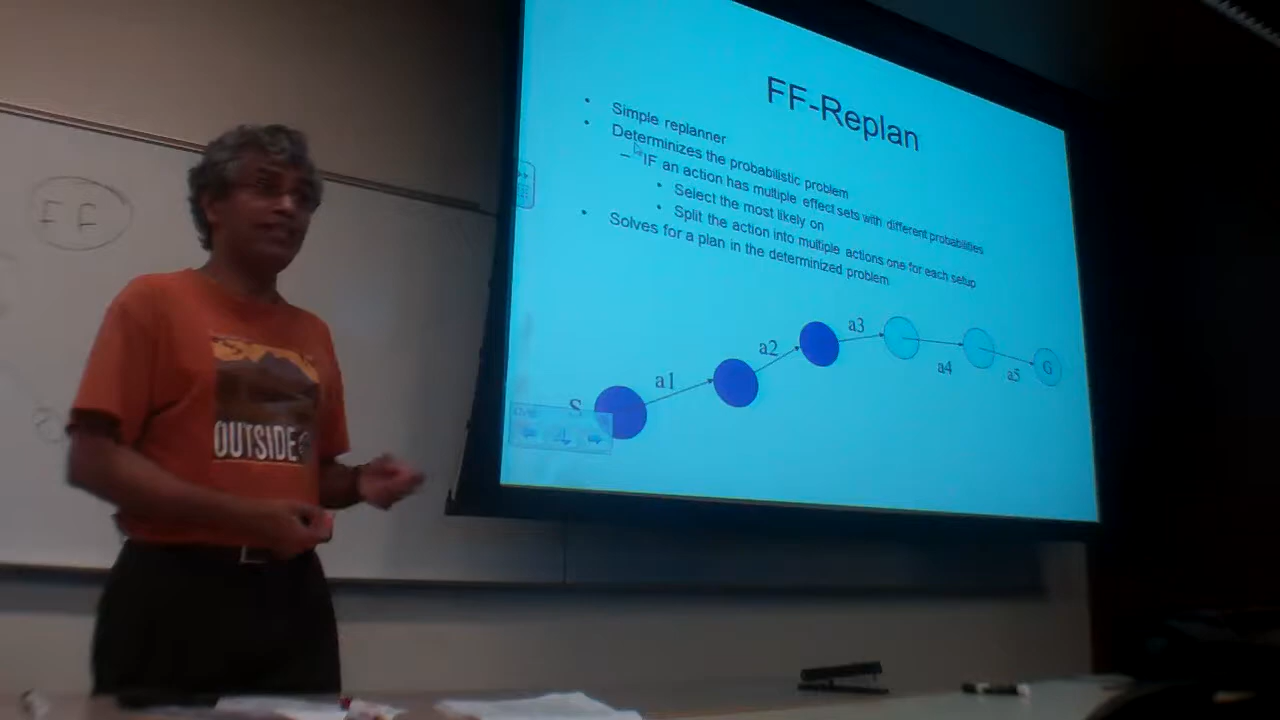 FF-Replan
Simple replanner
Determinizes the probabilistic problem
IF an action has multiple effect sets with different probabilities
Select the most likely on
Split the action into multiple actions one for each setup
Solves for a plan in the determinized problem
S
a1
a2
a3
a4
a5
G
FF
OUTSIDE